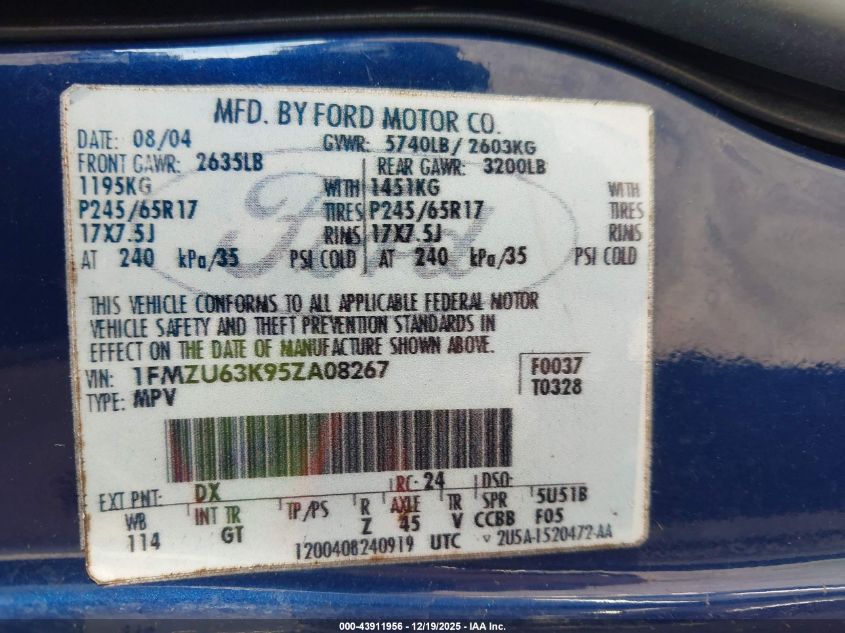 MFD. BY FORD MOTOR CO.
DATE: 08/04 GVWR: 5740LB / 2603KG
FRONT GAWR: 2635LB REAR GAWR: 3200LB
1195KG WITH 1451KG WITH
P245/65R17 TIRES P245/65R17 TIRES
17X7.5J RIMS 17X7.5J RIMS
AT 240 kPa/35 PSI COLD AT 240 kPa/35 PSI COLD
Ford
THIS VEHICLE CONFORMS TO ALL APPLICABLE FEDERAL MOTOR
VEHICLE SAFETY AND THEFT PREVENTION STANDARDS IN
EFFECT ON THE DATE OF MANUFACTURE SHOWN ABOVE.
VIN: 1FMZU63K95ZA08267 F0037
TYPE: MPV T0328
EXT PNT: DX RC: 24 DSO:
WB INT TR TP/PS R AXLE TR SPR 5U51B
114 GT Z 45 V CCBB F05
1200408240919 UTC V 2U5A-1520472-AA
000-43911956 - 12/19/2025 - IAA Inc.